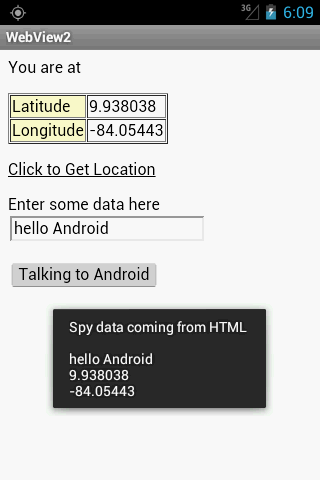 3G 6:09
WebView2
You are at
Latitude 9.938038
Longitude -84.05443
Click to Get Location
Enter some data here
hello Android
Talking to Android
Spy data coming from HTML
hello Android
9.938038
-84.05443